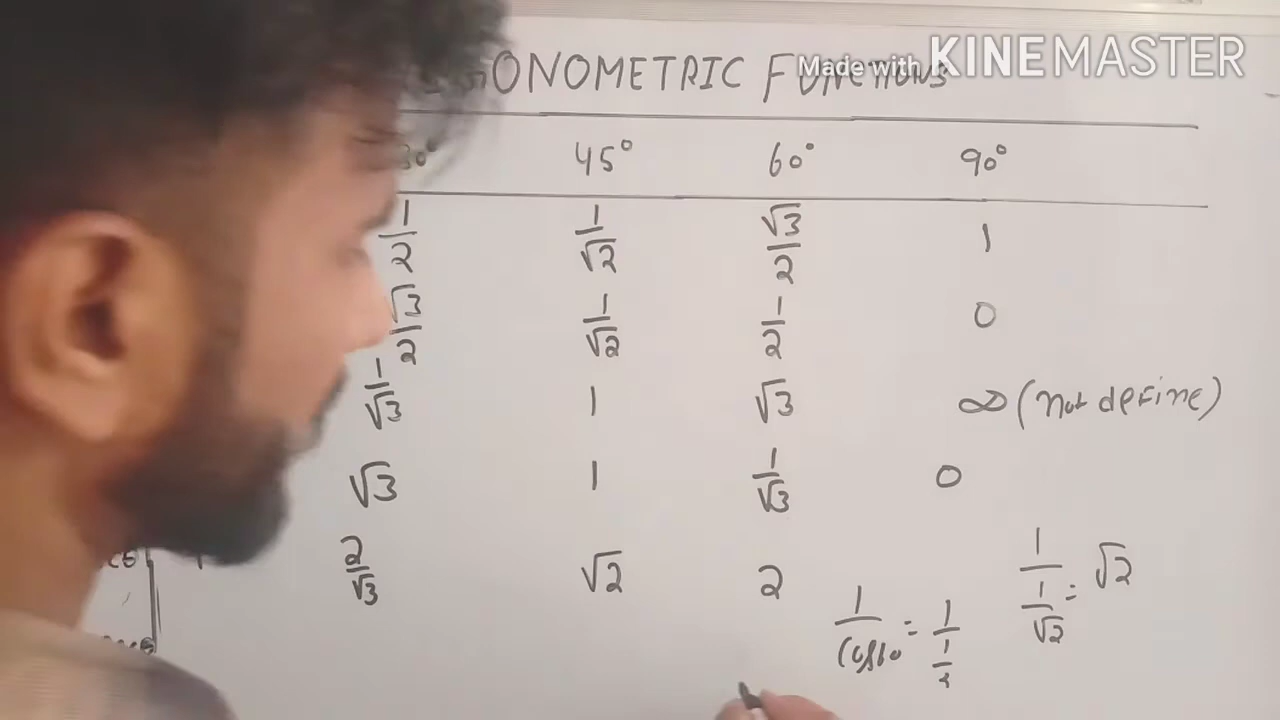 ONOMETRIC FUNCTIONS
Made with KINEMASTER
30° 45° 60° 90°
1/2 1/√2 √3/2 1
√3/2 1/√2 1/2 0
1/√3 1 √3 ∞ (not define)
√3 1 1/√3 0
2/√3 √2 2
1/(1/√2) = √2
1/cos60 = 1/(1/2)